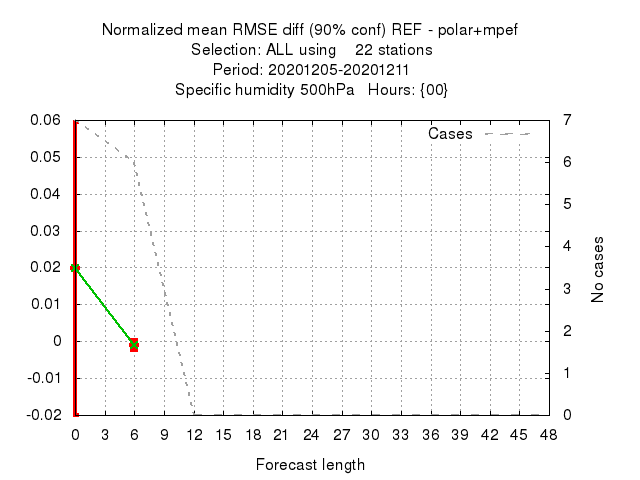 Normalized mean RMSE diff (90% conf) REF - polar+mpef
Selection: ALL using    22 stations
Period: 20201205-20201211
Specific humidity 500hPa   Hours: {00}
Cases
0.06
0.05
0.04
0.03
0.02
0.01
0
-0.01
-0.02
7
6
5
4
3
2
1
0
No cases
0 3 6 9 12 15 18 21 24 27 30 33 36 39 42 45 48
Forecast length